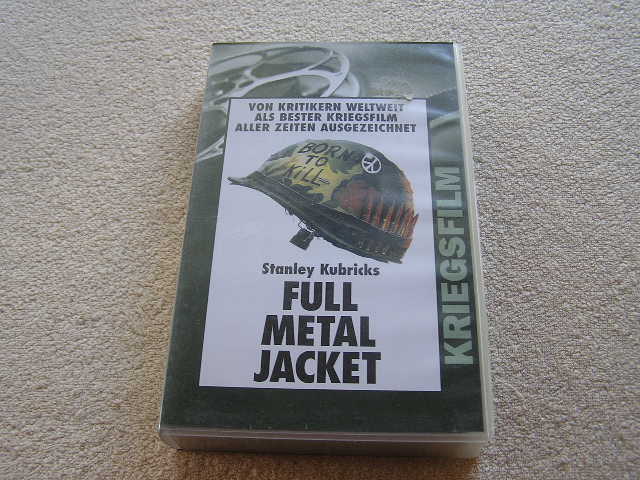 VON KRITIKERN WELTWEIT
ALS BESTER KRIEGSFILM
ALLER ZEITEN AUSGEZEICHNET
BORN
TO
KILL
Stanley Kubricks
FULL
METAL
JACKET
KRIEGSFILM